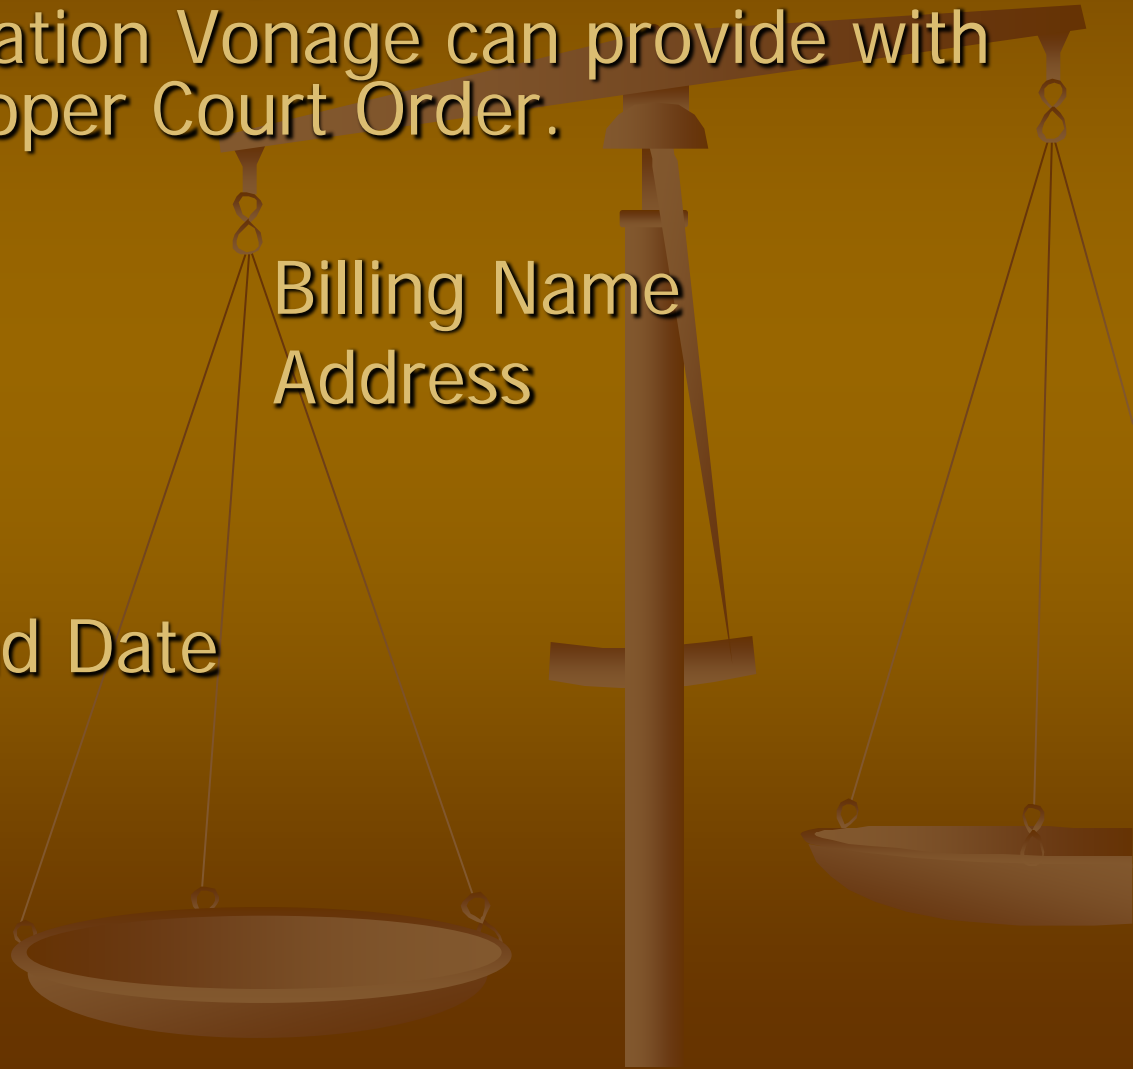 ation Vonage can provide with
oper Court Order.
Billing Name
Address
d Date